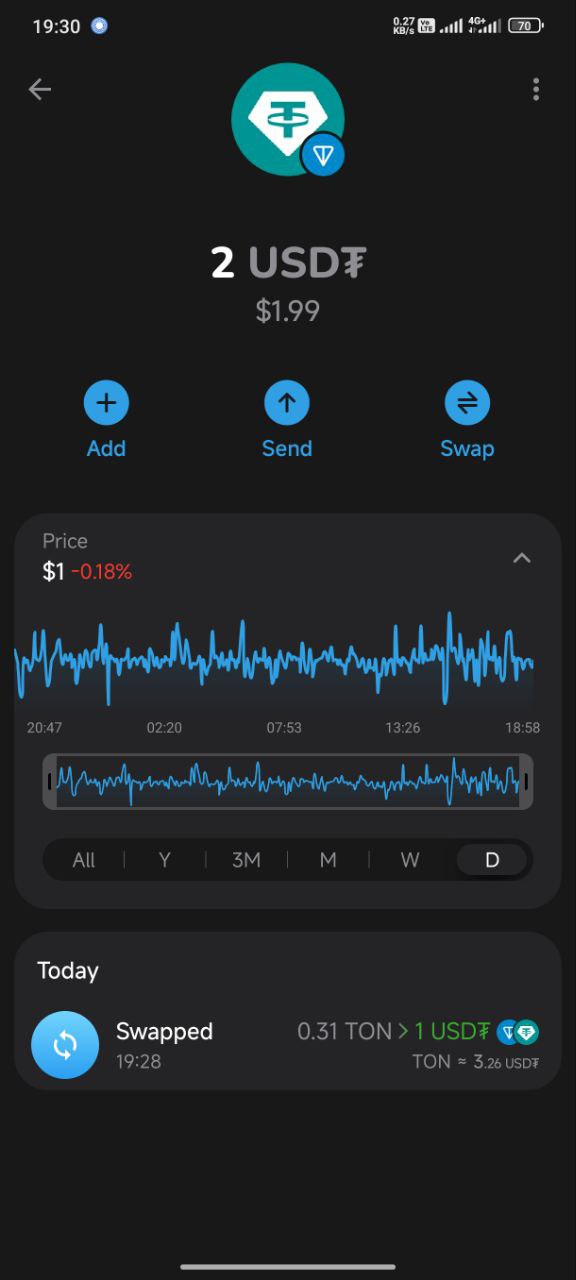 19:30 0.27 KB/s Vo LTE 4G+ 70
2 USD₮
$1.99
Add Send Swap
Price
$1 -0.18%
20:47 02:20 07:53 13:26 18:58
All Y 3M M W D
Today
Swapped 0.31 TON > 1 USD₮
19:28 TON ≈ 3.26 USD₮